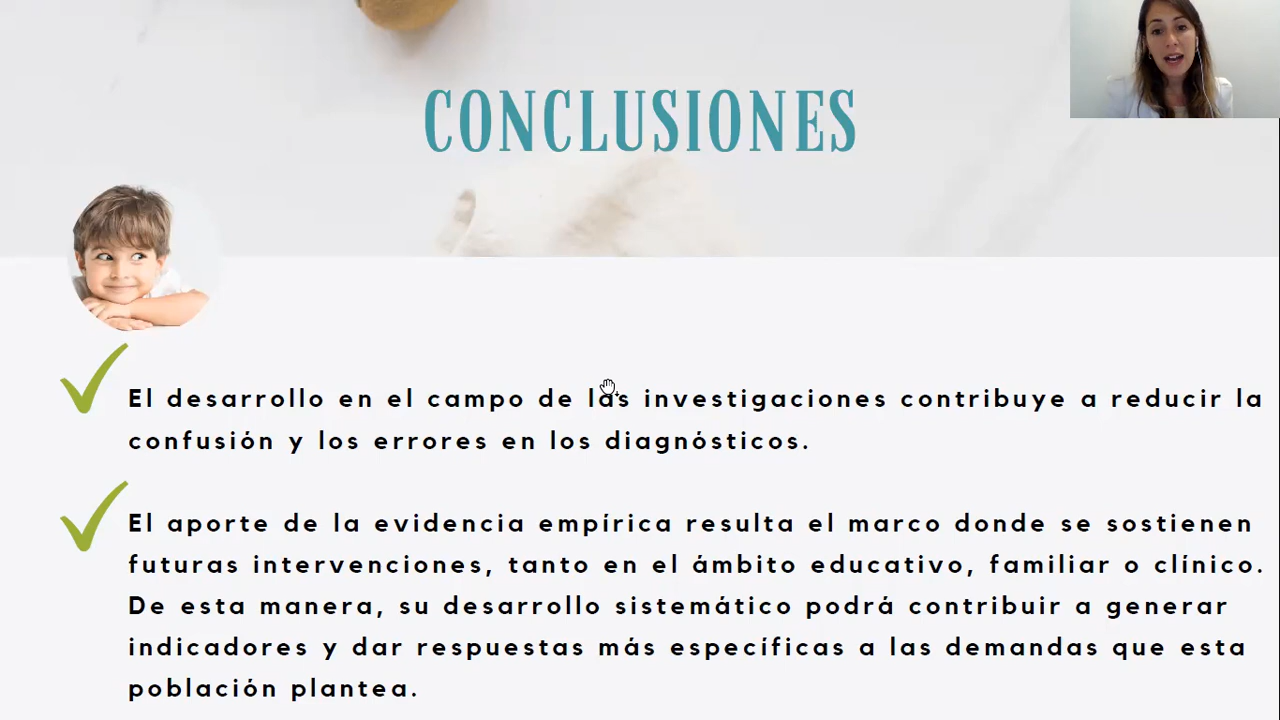 CONCLUSIONES
El desarrollo en el campo de las investigaciones contribuye a reducir la
confusión y los errores en los diagnósticos.
El aporte de la evidencia empírica resulta el marco donde se sostienen
futuras intervenciones, tanto en el ámbito educativo, familiar o clínico.
De esta manera, su desarrollo sistemático podrá contribuir a generar
indicadores y dar respuestas más específicas a las demandas que esta
población plantea.